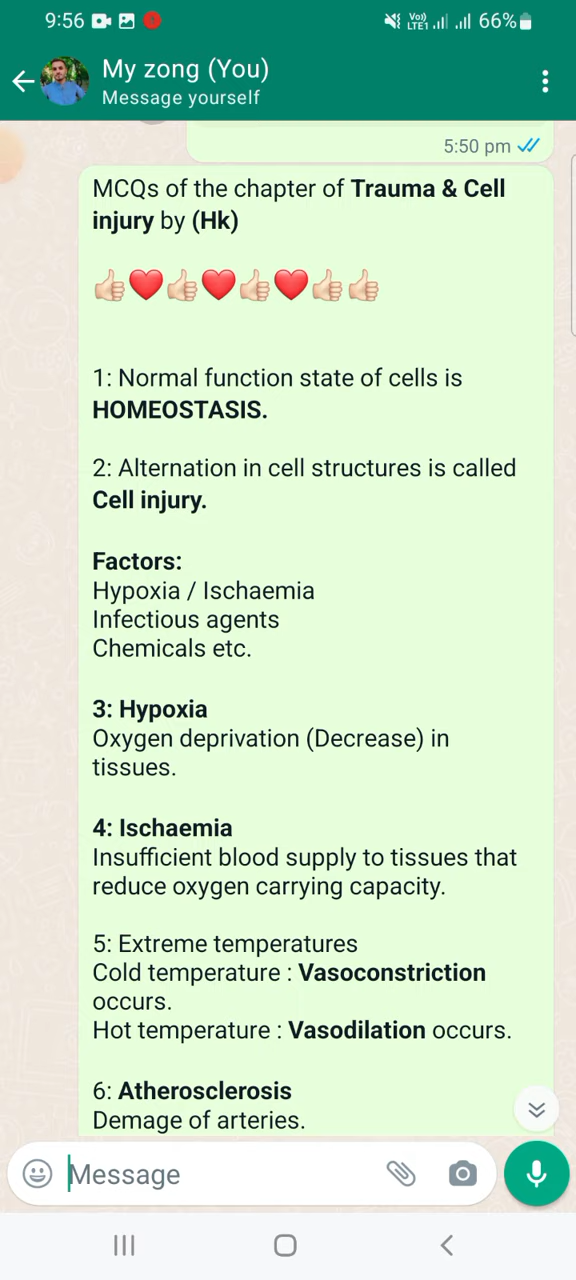 9:56 Vo) LTE1 66%
My zong (You)
Message yourself
5:50 pm
MCQs of the chapter of Trauma & Cell
injury by (Hk)
👍🏻❤️👍🏻❤️👍🏻❤️👍🏻👍🏻
1: Normal function state of cells is
HOMEOSTASIS.
2: Alternation in cell structures is called
Cell injury.
Factors:
Hypoxia / Ischaemia
Infectious agents
Chemicals etc.
3: Hypoxia
Oxygen deprivation (Decrease) in
tissues.
4: Ischaemia
Insufficient blood supply to tissues that
reduce oxygen carrying capacity.
5: Extreme temperatures
Cold temperature : Vasoconstriction
occurs.
Hot temperature : Vasodilation occurs.
6: Atherosclerosis
Demage of arteries.
Message